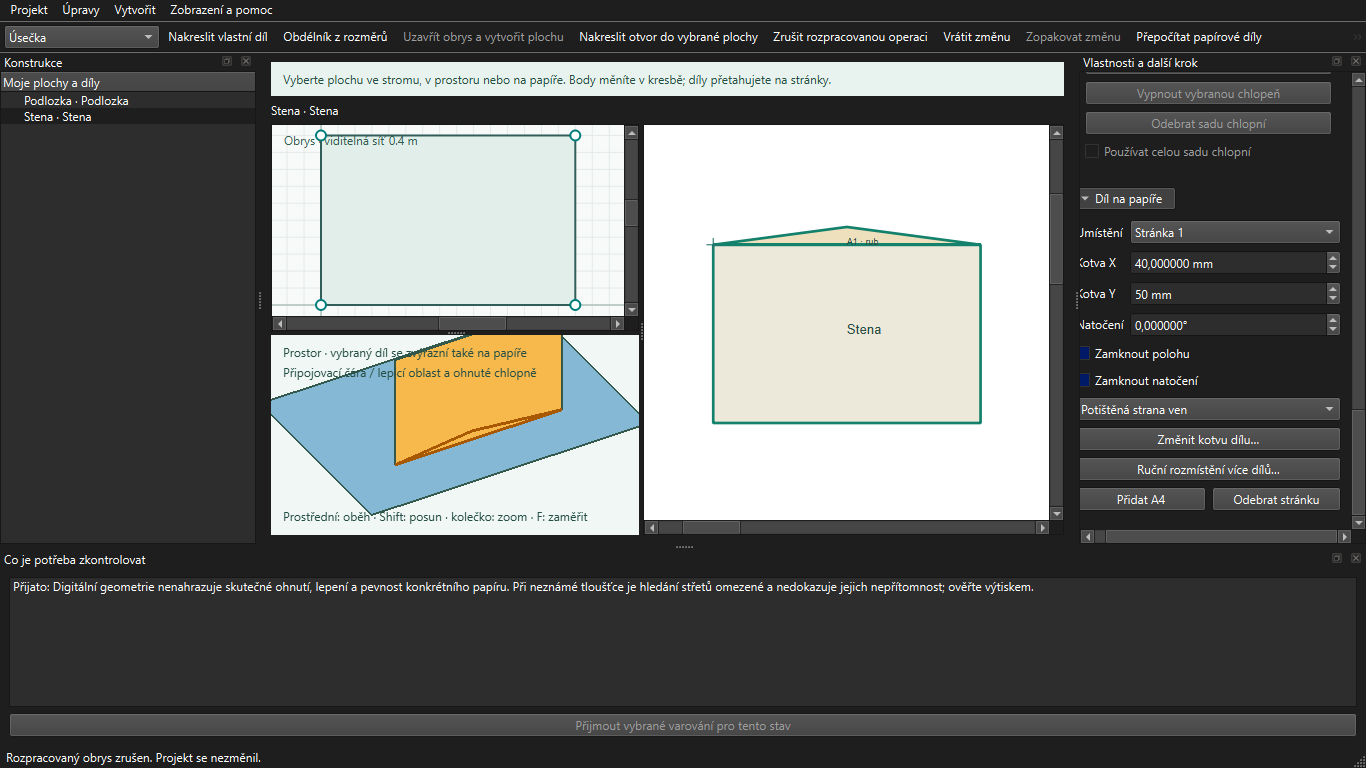 Projekt Úpravy Vytvořit Zobrazení a pomoc
Úsečka Nakreslit vlastní díl Obdélník z rozměrů Uzavřít obrys a vytvořit plochu Nakreslit otvor do vybrané plochy Zrušit rozpracovanou operaci Vrátit změnu Zopakovat změnu Přepočítat papírové díly
Konstrukce
Moje plochy a díly
Podlozka · Podlozka
Stena · Stena
Vyberte plochu ve stromu, v prostoru nebo na papíře. Body měníte v kresbě; díly přetahujete na stránky.
Stena · Stena
Obrys · viditelná síť 0.4 m
Prostor · vybraný díl se zvýrazní také na papíře
Připojovací čára / lepicí oblast a ohnuté chlopně
Prostřední: oběh · Shift: posun · kolečko: zoom · F: zaměřit
A1 · rub
Stena
Vlastnosti a další krok
Vypnout vybranou chlopeň
Odebrat sadu chlopní
Používat celou sadu chlopní
Díl na papíře
Umístění Stránka 1
Kotva X 40,000000 mm
Kotva Y 50 mm
Natočení 0,000000°
Zamknout polohu
Zamknout natočení
Potištěná strana ven
Změnit kotvu dílu...
Ruční rozmístění více dílů...
Přidat A4 Odebrat stránku
Co je potřeba zkontrolovat
Přijato: Digitální geometrie nenahrazuje skutečné ohnutí, lepení a pevnost konkrétního papíru. Při neznámé tloušťce je hledání střetů omezené a nedokazuje jejich nepřítomnost; ověřte výtiskem.
Přijmout vybrané varování pro tento stav
Rozpracovaný obrys zrušen. Projekt se nezměnil.